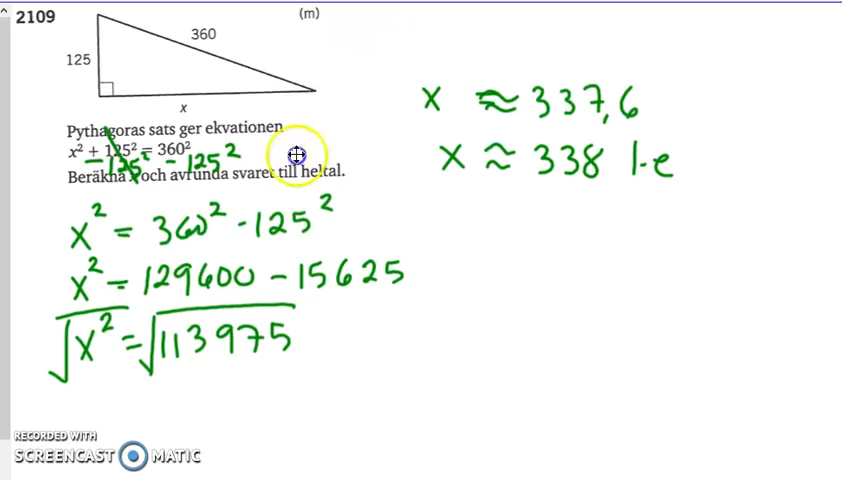 2109
(m)
360
125
x
Pythagoras sats ger ekvationen
x² + 125² = 360²
-125² -125²
Beräkna x och avrunda svaret till heltal.
x² = 360² - 125²
x² = 129600 - 15625
√x² = √113975
x ≈ 337,6
x ≈ 338 l.e
RECORDED WITH
SCREENCAST MATIC